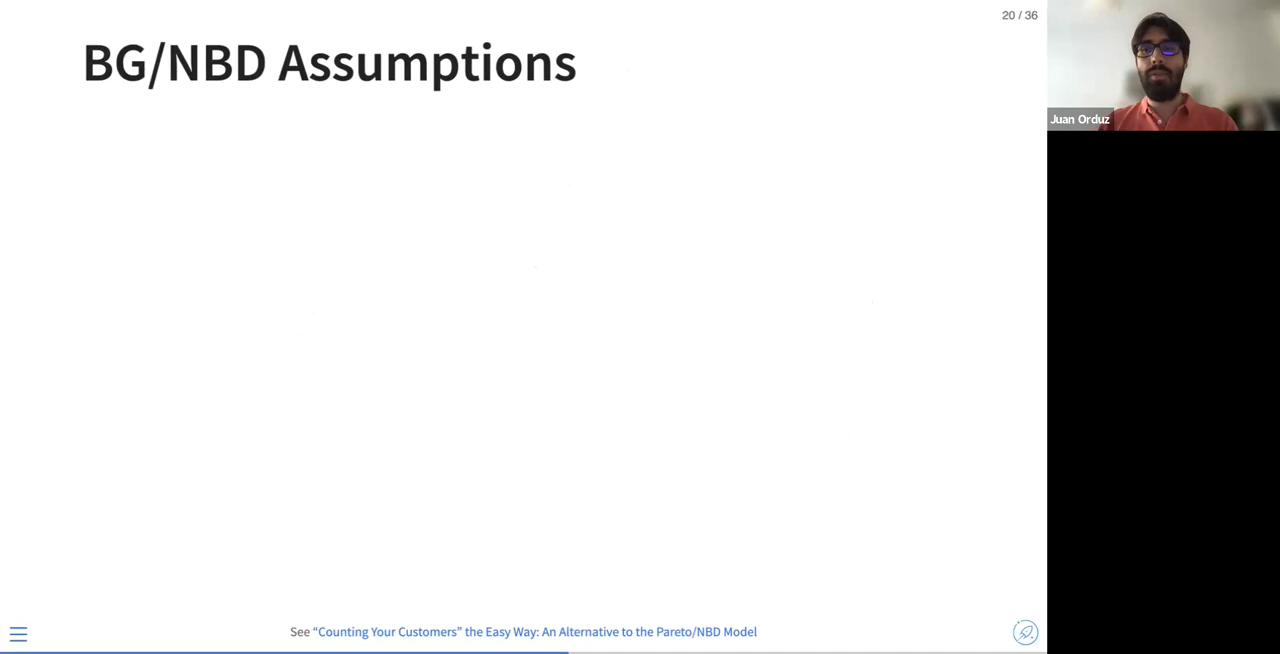 20 / 36
BG/NBD Assumptions
Juan Orduz
See “Counting Your Customers” the Easy Way: An Alternative to the Pareto/NBD Model